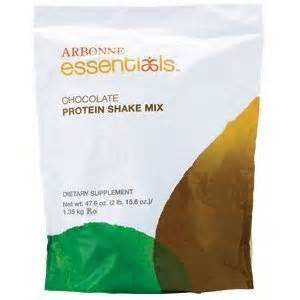 ARBONNE
essentials™
CHOCOLATE
PROTEIN SHAKE MIX
DIETARY SUPPLEMENT
Net wt. 47.6 oz. (2 lb. 15.6 oz.)/
1.35 kg